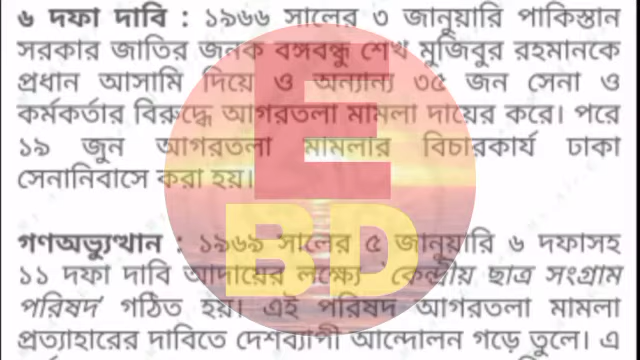 ৬ দফা দাবি : ১৯৬৬ সালের ৩ জানুয়ারি পাকিস্তান
সরকার জাতির জনক বঙ্গবন্ধু শেখ মুজিবুর রহমানকে
প্রধান আসামি দিয়ে ও অন্যান্য ৩৫ জন সেনা ও
কর্মকর্তার বিরুদ্ধে আগরতলা মামলা দায়ের করে। পরে
১৯ জুন আগরতলা মামলার বিচারকার্য ঢাকা
সেনানিবাসে করা হয়।
E
BD
গণঅভ্যুত্থান : ১৯৬৯ সালের ৫ জানুয়ারি ৬ দফাসহ
১১ দফা দাবি আদায়ের লক্ষ্যে 'কেন্দ্রীয় ছাত্র সংগ্রাম
পরিষদ' গঠিত হয়। এই পরিষদ আগরতলা মামলা
প্রত্যাহারের দাবিতে দেশব্যাপী আন্দোলন গড়ে তুলে। এ